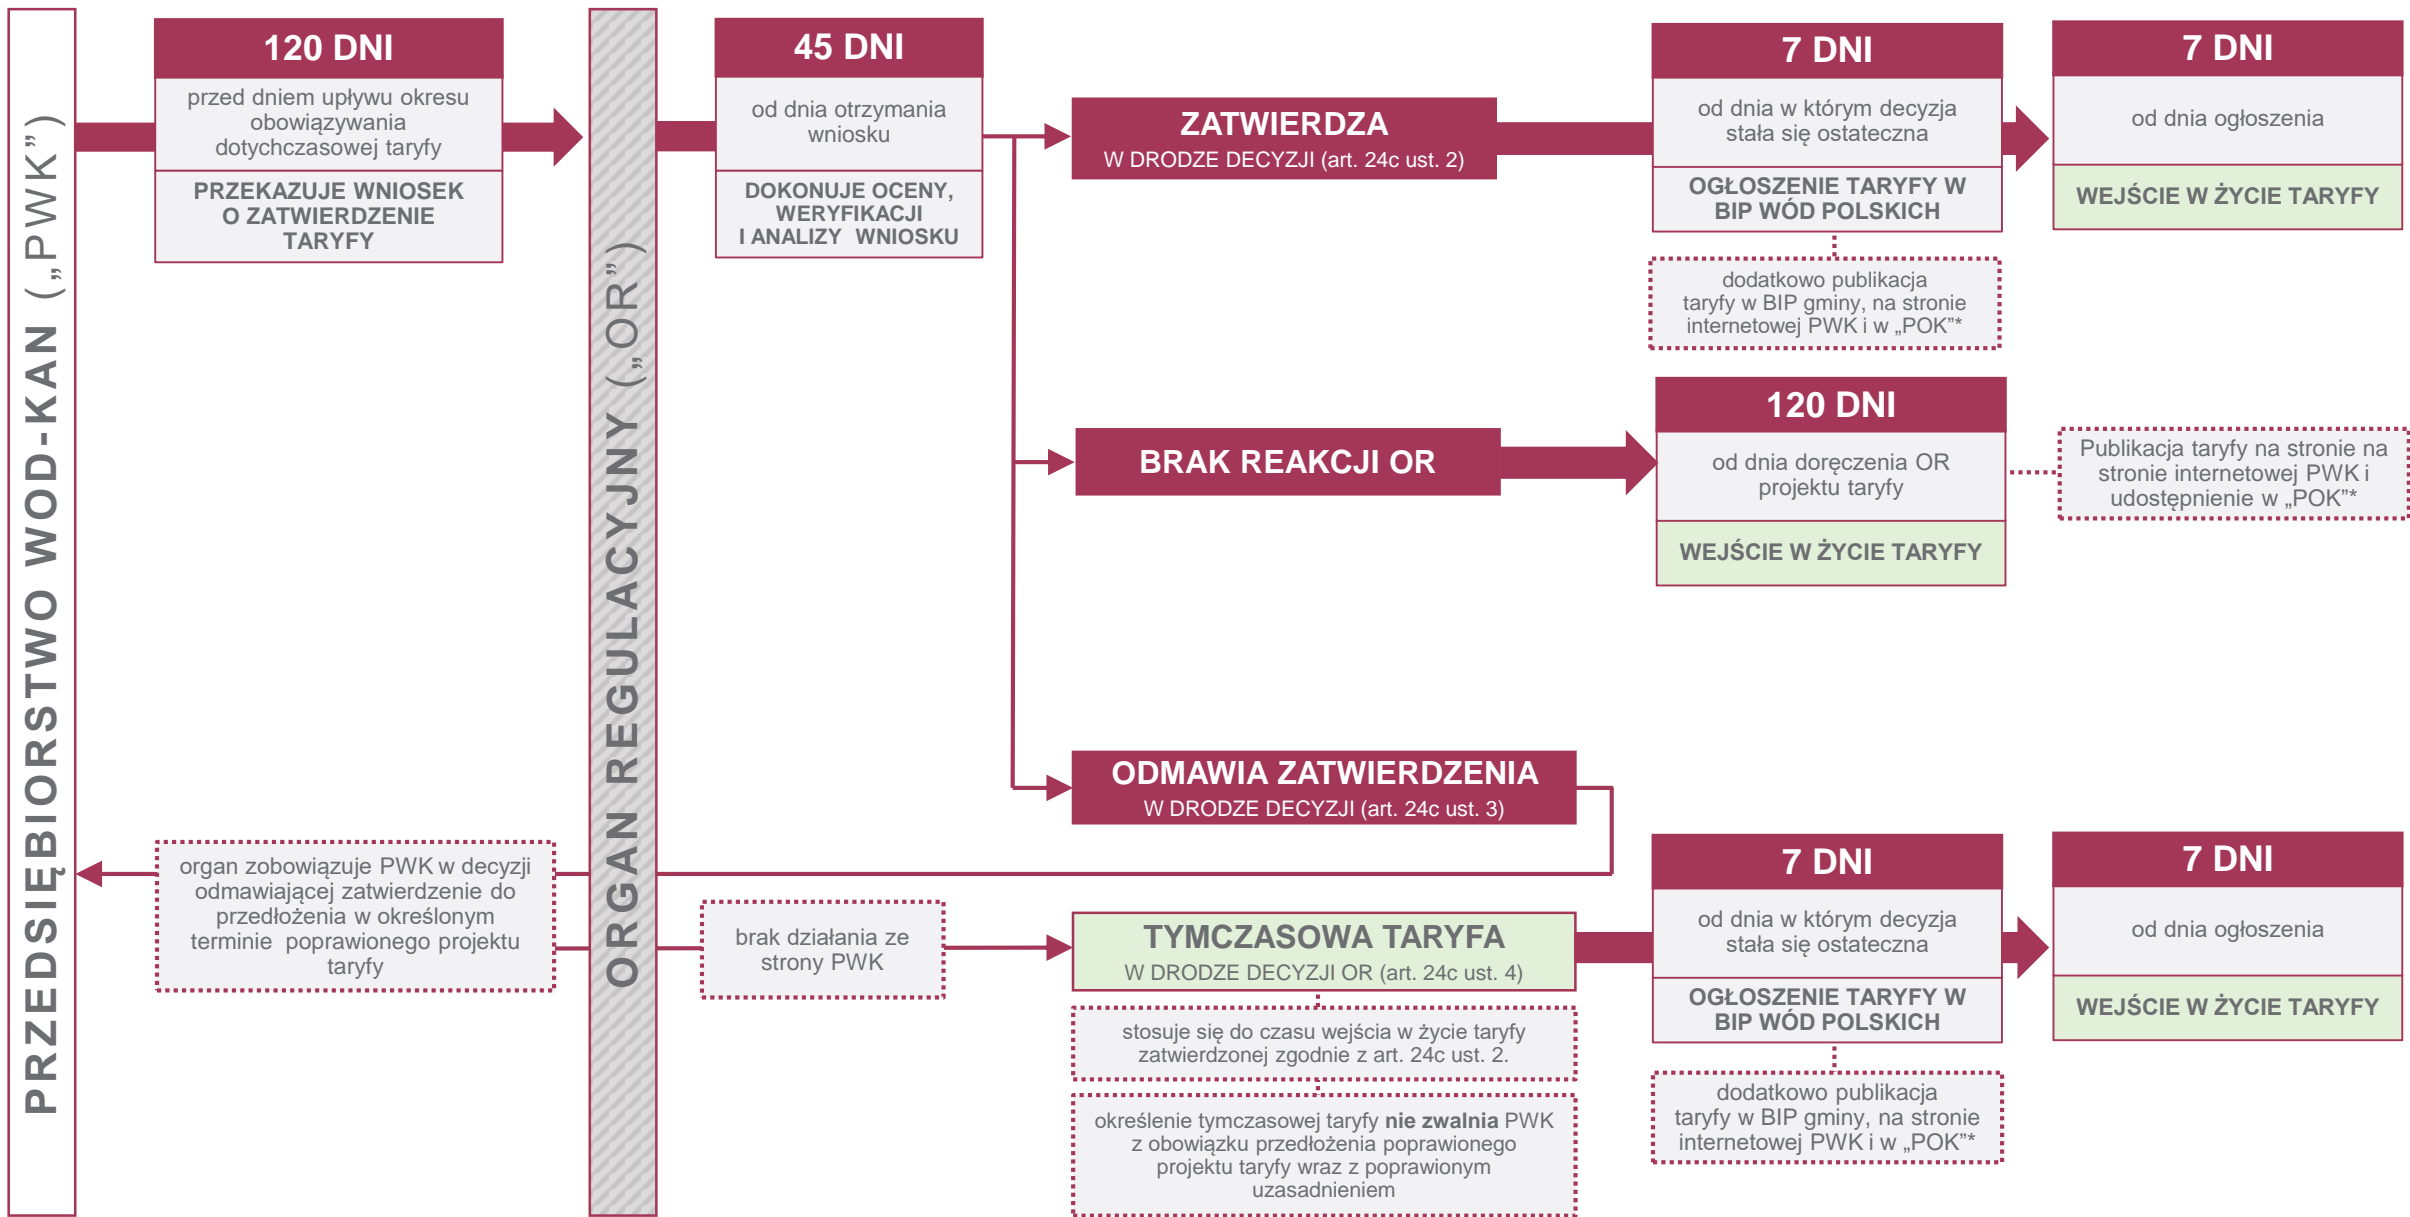 PRZEDSIĘBIORSTWO WOD-KAN („PWK")
120 DNI
przed dniem upływu okresu
obowiązywania
dotychczasowej taryfy
PRZEKAZUJE WNIOSEK
O ZATWIERDZENIE
TARYFY
ORGAN REGULACYJNY („OR")
45 DNI
od dnia otrzymania
wniosku
DOKONUJE OCENY,
WERYFIKACJI
I ANALIZY WNIOSKU
ZATWIERDZA
W DRODZE DECYZJI (art. 24c ust. 2)
7 DNI
od dnia w którym decyzja
stała się ostateczna
OGŁOSZENIE TARYFY W
BIP WÓD POLSKICH
dodatkowo publikacja
taryfy w BIP gminy, na stronie
internetowej PWK i w „POK"*
7 DNI
od dnia ogłoszenia
WEJŚCIE W ŻYCIE TARYFY
BRAK REAKCJI OR
120 DNI
od dnia doręczenia OR
projektu taryfy
WEJŚCIE W ŻYCIE TARYFY
Publikacja taryfy na stronie na
stronie internetowej PWK i
udostępnienie w „POK"*
ODMAWIA ZATWIERDZENIA
W DRODZE DECYZJI (art. 24c ust. 3)
organ zobowiązuje PWK w decyzji
odmawiającej zatwierdzenie do
przedłożenia w określonym
terminie poprawionego projektu
taryfy
brak działania ze
strony PWK
TYMCZASOWA TARYFA
W DRODZE DECYZJI OR (art. 24c ust. 4)
stosuje się do czasu wejścia w życie taryfy
zatwierdzonej zgodnie z art. 24c ust. 2.
określenie tymczasowej taryfy nie zwalnia PWK
z obowiązku przedłożenia poprawionego
projektu taryfy wraz z poprawionym
uzasadnieniem
7 DNI
od dnia w którym decyzja
stała się ostateczna
OGŁOSZENIE TARYFY W
BIP WÓD POLSKICH
dodatkowo publikacja
taryfy w BIP gminy, na stronie
internetowej PWK i w „POK"*
7 DNI
od dnia ogłoszenia
WEJŚCIE W ŻYCIE TARYFY